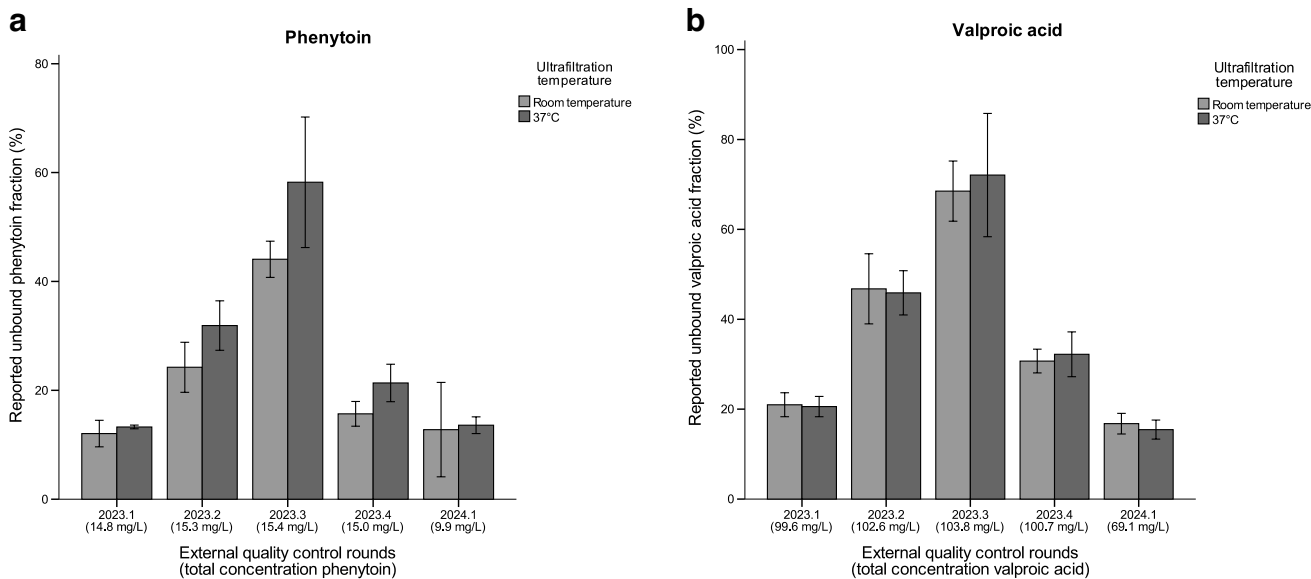 a
Phenytoin
Reported unbound phenytoin fraction (%)
80
60
40
20
0
Ultrafiltration
temperature
Room temperature
37°C
2023.1
(14.8 mg/L)
2023.2
(15.3 mg/L)
2023.3
(15.4 mg/L)
2023.4
(15.0 mg/L)
2024.1
(9.9 mg/L)
External quality control rounds
(total concentration phenytoin)
b
Valproic acid
Reported unbound valproic acid fraction (%)
100
80
60
40
20
0
Ultrafiltration
temperature
Room temperature
37°C
2023.1
(99.6 mg/L)
2023.2
(102.6 mg/L)
2023.3
(103.8 mg/L)
2023.4
(100.7 mg/L)
2024.1
(69.1 mg/L)
External quality control rounds
(total concentration valproic acid)